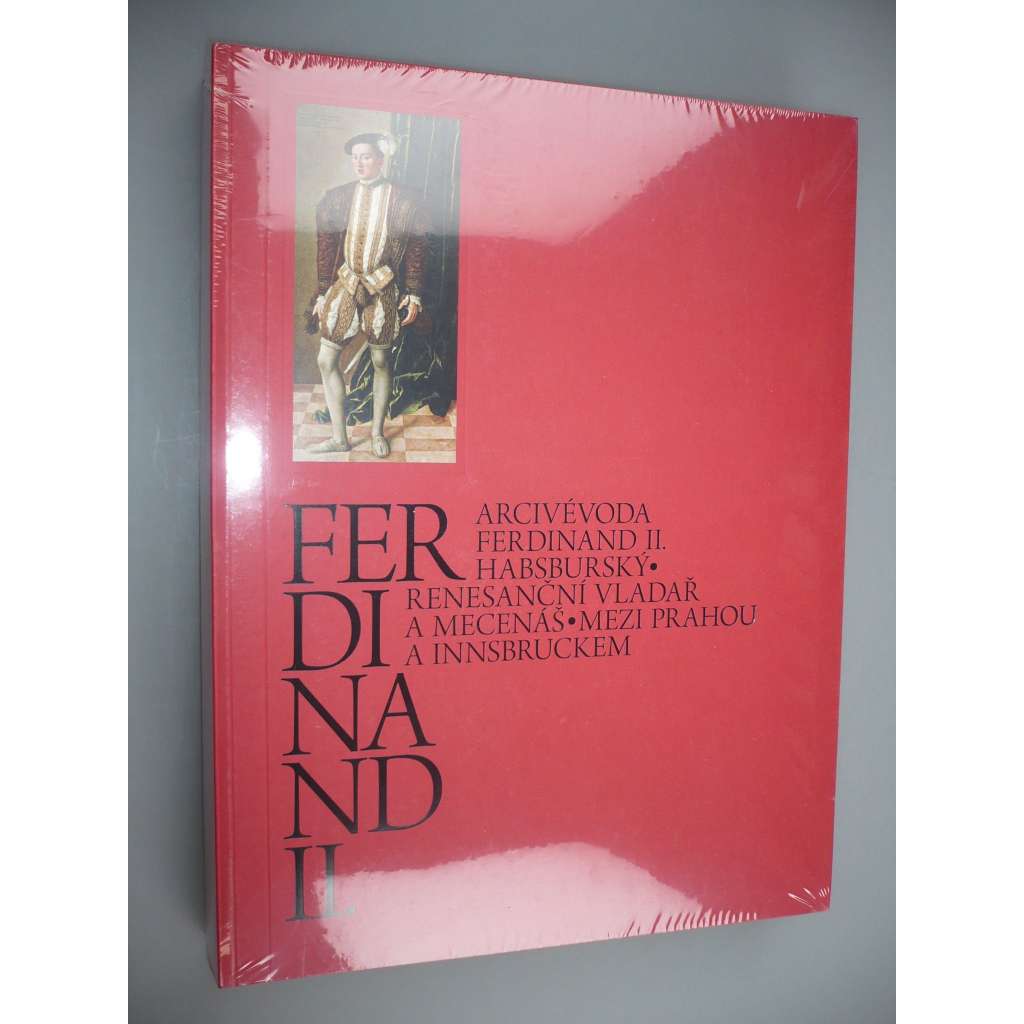 FER
DI
NA
ND
II.
ARCIVÉVODA
FERDINAND II.
HABSBURSKÝ•
RENESANČNÍ VLADAŘ
A MECENÁŠ•MEZI PRAHOU
A INNSBRUCKEM